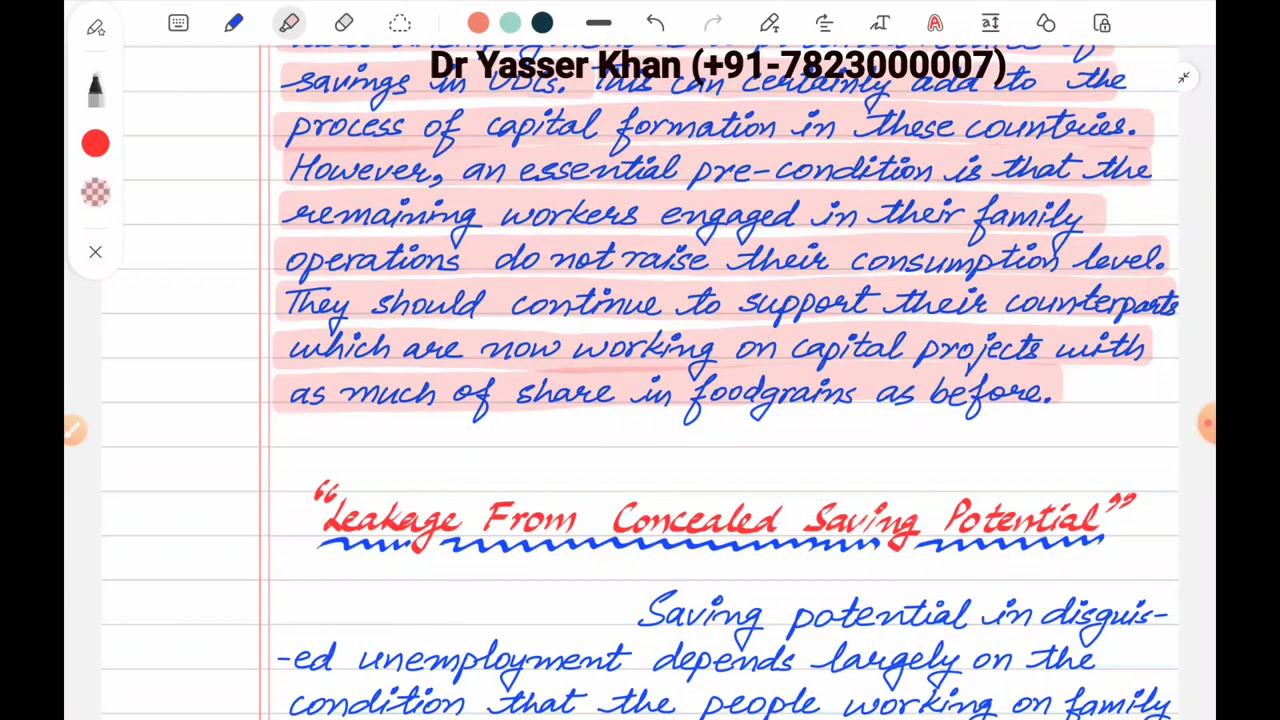 Dr Yasser Khan (+91-7823000007)
savings in UDCs. This can certainly add to the
process of capital formation in these countries.
However, an essential pre-condition is that the
remaining workers engaged in their family
operations do not raise their consumption level.
They should continue to support their counterparts
which are now working on capital projects with
as much of share in foodgrains as before.
"Leakage From Concealed Saving Potential"
Saving potential in disguis-
-ed unemployment depends largely on the
condition that the people working on family